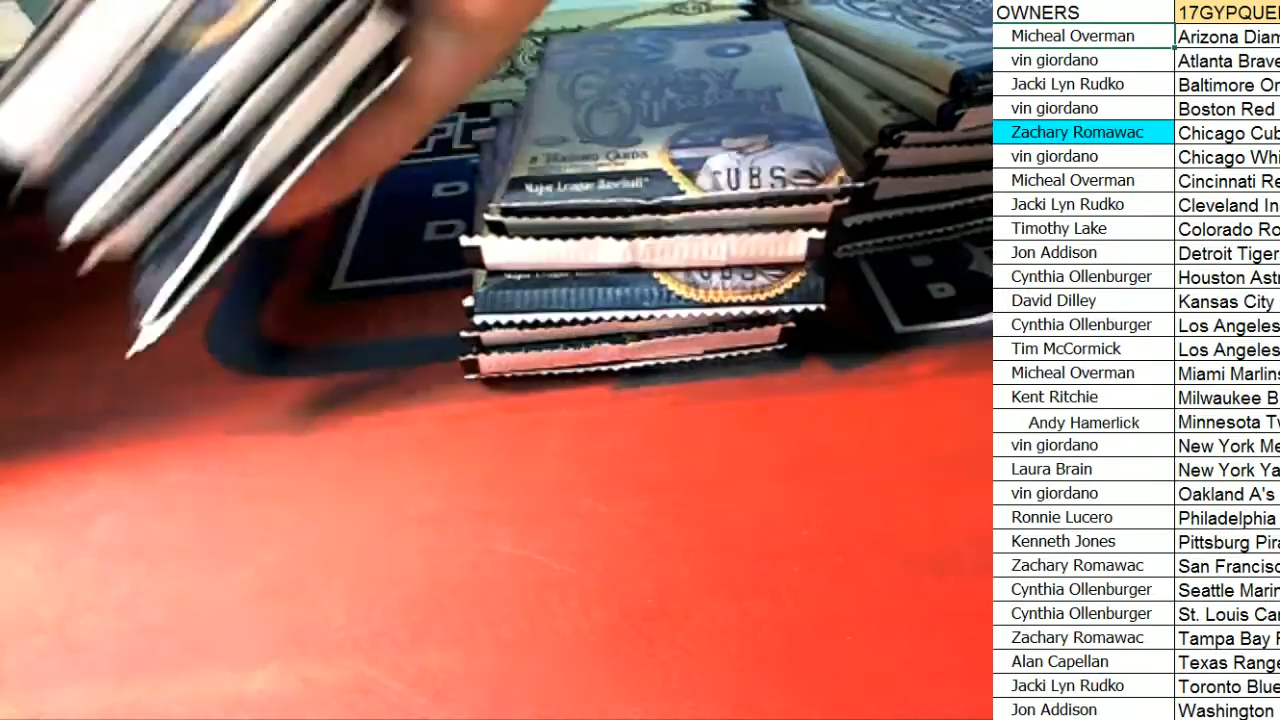 GYPSY
QUEEN
8 TRADING CARDS
MAJOR LEAGUE BASEBALL
CUBS
OWNERS 17GYPQUE
Micheal Overman Arizona Diam
vin giordano Atlanta Brave
Jacki Lyn Rudko Baltimore Or
vin giordano Boston Red
Zachary Romawac Chicago Cub
vin giordano Chicago Whi
Micheal Overman Cincinnati Re
Jacki Lyn Rudko Cleveland In
Timothy Lake Colorado Ro
Jon Addison Detroit Tiger
Cynthia Ollenburger Houston Astr
David Dilley Kansas City
Cynthia Ollenburger Los Angeles
Tim McCormick Los Angeles
Micheal Overman Miami Marlins
Kent Ritchie Milwaukee B
Andy Hamerlick Minnesota Tw
vin giordano New York Me
Laura Brain New York Ya
vin giordano Oakland A's
Ronnie Lucero Philadelphia
Kenneth Jones Pittsburg Pira
Zachary Romawac San Francisc
Cynthia Ollenburger Seattle Marin
Cynthia Ollenburger St. Louis Car
Zachary Romawac Tampa Bay R
Alan Capellan Texas Range
Jacki Lyn Rudko Toronto Blue
Jon Addison Washington